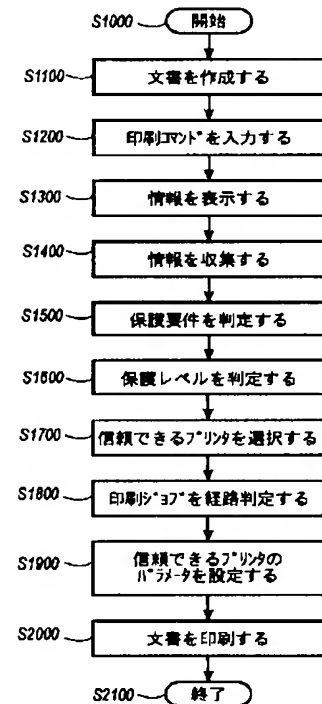 S1000 開始
S1100 文書を作成する
S1200 印刷コマンドを入力する
S1300 情報を表示する
S1400 情報を収集する
S1500 保護要件を判定する
S1600 保護レベルを判定する
S1700 信頼できるプリンタを選択する
S1800 印刷ジョブを経路判定する
S1900 信頼できるプリンタの
パラメータを設定する
S2000 文書を印刷する
S2100 終了